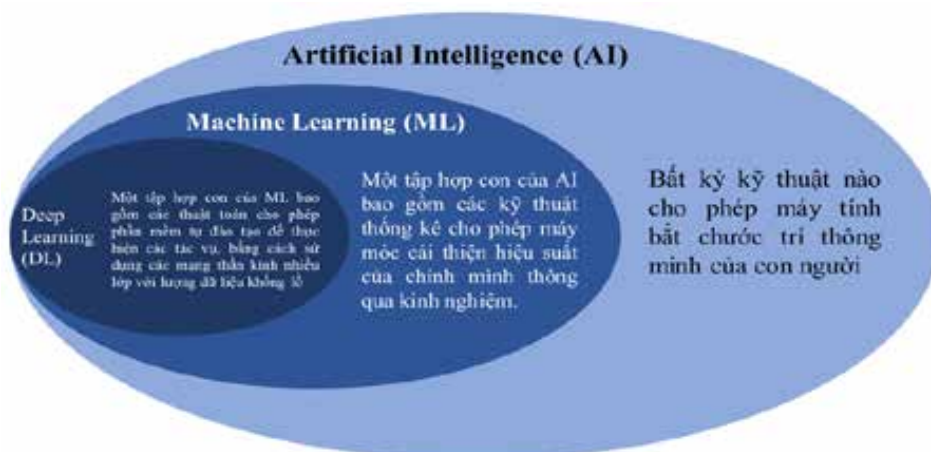 Artificial Intelligence (AI)
Machine Learning (ML)
Deep
Learning
(DL)
Một tập hợp con của ML bao
gồm các thuật toán cho phép
phần mềm tự đào tạo để thực
hiện các tác vụ, bằng cách sử
dụng các mạng thần kinh nhiều
lớp với lượng dữ liệu khổng lồ
Một tập hợp con của AI
bao gồm các kỹ thuật
thống kê cho phép máy
móc cải thiện hiệu suất
của chính mình thông
qua kinh nghiệm.
Bất kỳ kỹ thuật nào
cho phép máy tính
bắt chước trí thông
minh của con người